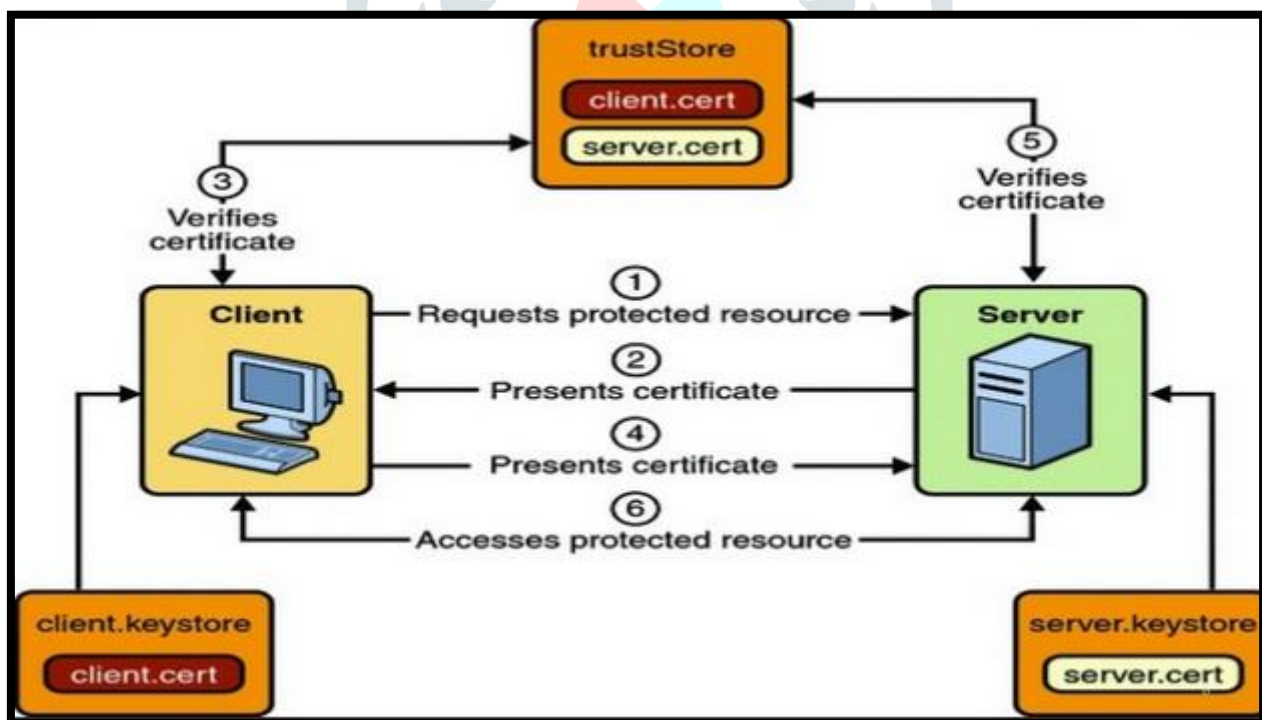 trustStore
client.cert
server.cert
3
Verifies
certificate
5
Verifies
certificate
Client
Server
1
Requests protected resource
2
Presents certificate
4
Presents certificate
6
Accesses protected resource
client.keystore
client.cert
server.keystore
server.cert